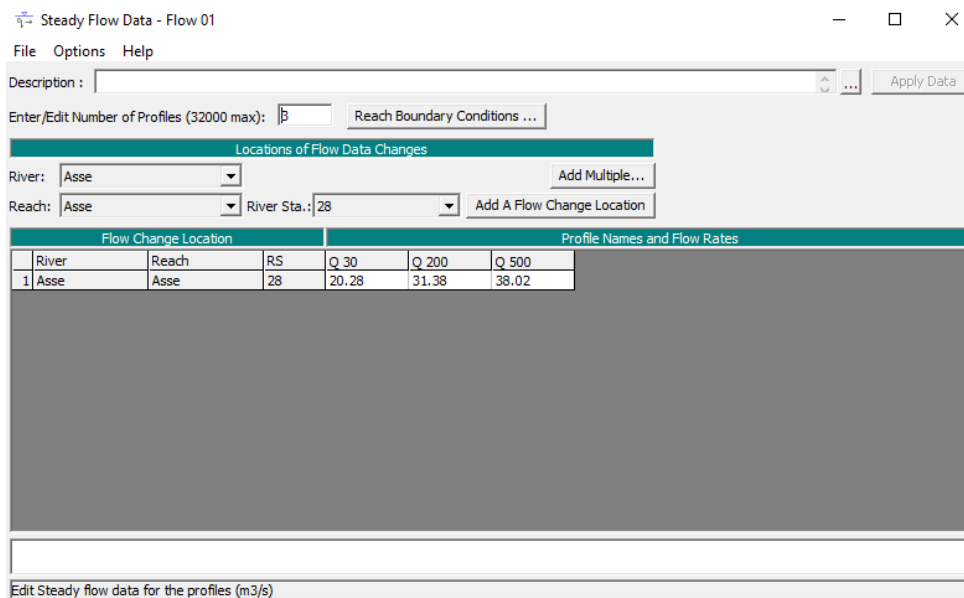 Steady Flow Data - Flow 01
File Options Help
Description : ... Apply Data
Enter/Edit Number of Profiles (32000 max): 3 Reach Boundary Conditions ...
Locations of Flow Data Changes
River: Asse Add Multiple...
Reach: Asse River Sta.: 28 Add A Flow Change Location
Flow Change Location Profile Names and Flow Rates
River Reach RS Q 30 Q 200 Q 500
1 Asse Asse 28 20.28 31.38 38.02
Edit Steady flow data for the profiles (m3/s)